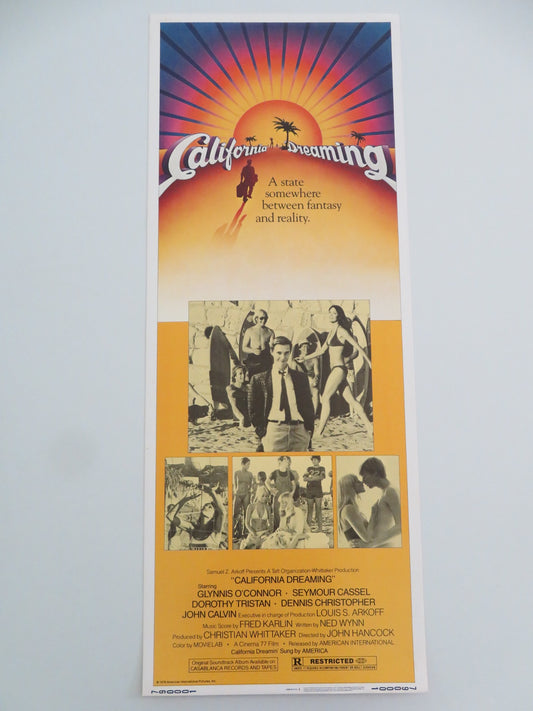 California Dreaming
A state
somewhere
between fantasy
and reality.
Samuel Z. Arkoff Presents A Taft Organization-Whittaker Production
"CALIFORNIA DREAMING"
Starring
GLYNNIS O'CONNOR · SEYMOUR CASSEL
DOROTHY TRISTAN · DENNIS CHRISTOPHER
JOHN CALVIN Executive in charge of Production LOUIS S. ARKOFF
Music Score by FRED KARLIN Written by NED WYNN
Produced by CHRISTIAN WHITTAKER Directed by JOHN HANCOCK
Color by MOVIELAB • A Cinema 77 Film • Released by AMERICAN INTERNATIONAL
California Dreamin' Sung by AMERICA
Original Soundtrack Album Available on
CASABLANCA RECORDS AND TAPES
R RESTRICTED